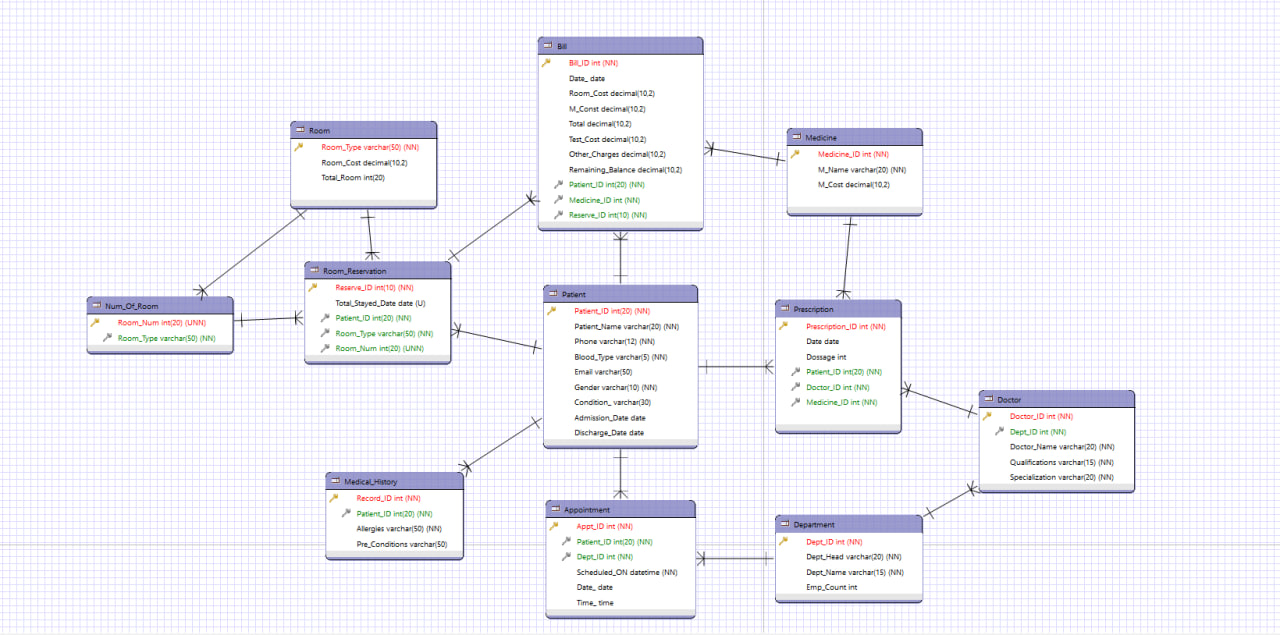 Bill
Bill_ID int (NN)
Date_ date
Room_Cost decimal(10,2)
M_Const decimal(10,2)
Total decimal(10,2)
Test_Cost decimal(10,2)
Other_Charges decimal(10,2)
Remaining_Balance decimal(10,2)
Patient_ID int(20) (NN)
Medicine_ID int (NN)
Reserve_ID int(10) (NN)
Room
Room_Type varchar(50) (NN)
Room_Cost decimal(10,2)
Total_Room int(20)
Medicine
Medicine_ID int (NN)
M_Name varchar(20) (NN)
M_Cost decimal(10,2)
Room_Reservation
Reserve_ID int(10) (NN)
Total_Stayed_Date date (U)
Patient_ID int(20) (NN)
Room_Type varchar(50) (NN)
Room_Num int(20) (UNN)
Num_Of_Room
Room_Num int(20) (UNN)
Room_Type varchar(50) (NN)
Patient
Patient_ID int(20) (NN)
Patient_Name varchar(20) (NN)
Phone varchar(12) (NN)
Blood_Type varchar(5) (NN)
Email varchar(50)
Gender varchar(10) (NN)
Condition_ varchar(30)
Admission_Date date
Discharge_Date date
Prescription
Prescription_ID int (NN)
Date date
Dossage int
Patient_ID int(20) (NN)
Doctor_ID int (NN)
Medicine_ID int (NN)
Doctor
Doctor_ID int (NN)
Dept_ID int (NN)
Doctor_Name varchar(20) (NN)
Qualifications varchar(15) (NN)
Specialization varchar(20) (NN)
Medical_History
Record_ID int (NN)
Patient_ID int(20) (NN)
Allergies varchar(50) (NN)
Pre_Conditions varchar(50)
Appointment
Appt_ID int (NN)
Patient_ID int(20) (NN)
Dept_ID int (NN)
Scheduled_ON datetime (NN)
Date_ date
Time_ time
Department
Dept_ID int (NN)
Dept_Head varchar(20) (NN)
Dept_Name varchar(15) (NN)
Emp_Count int